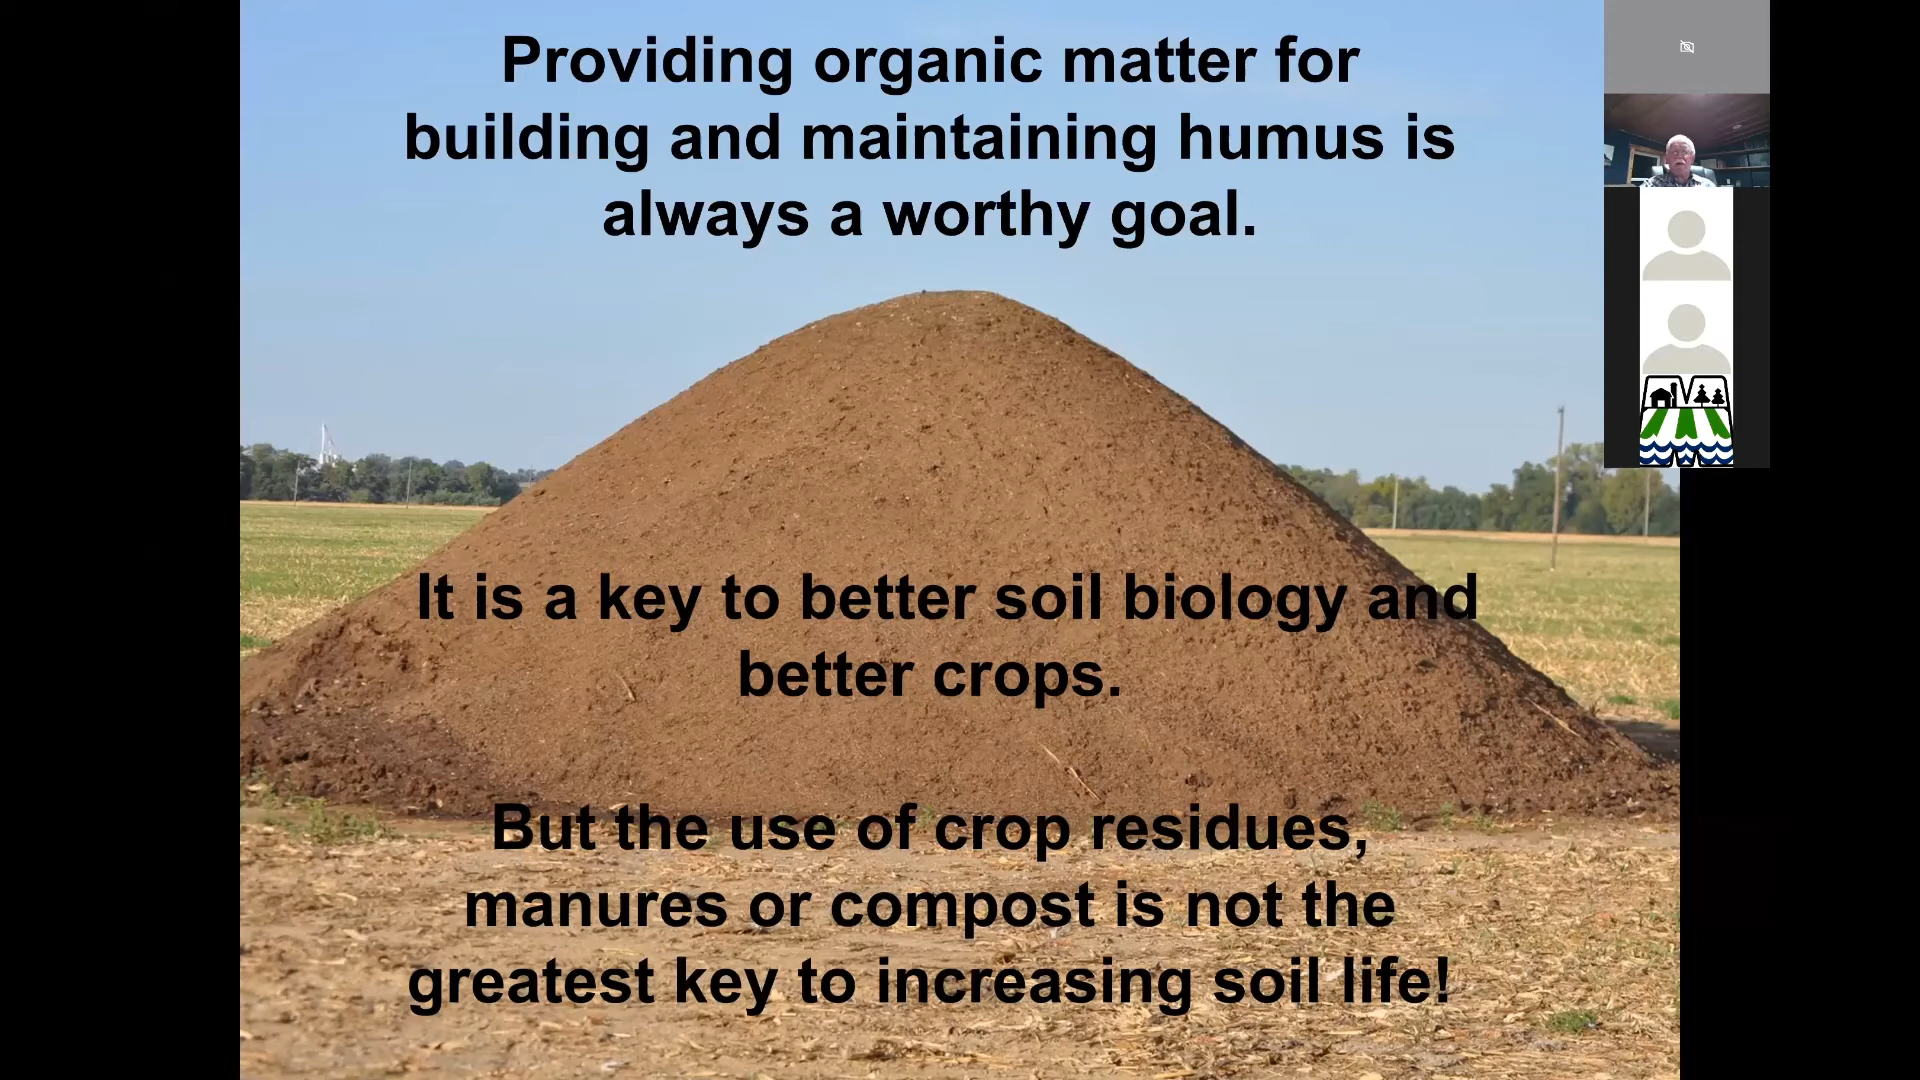 Providing organic matter for
building and maintaining humus is
always a worthy goal.
It is a key to better soil biology and
better crops.
But the use of crop residues,
manures or compost is not the
greatest key to increasing soil life!